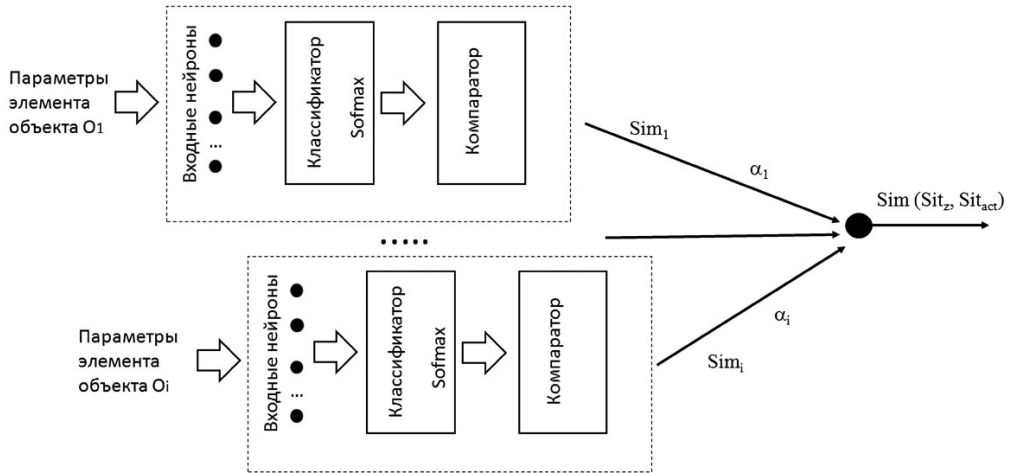 Параметры
элемента
объекта O1
Входные нейроны
...
Классификатор
Sofmax
Компаратор
Sim1
α1
Sim (Sitz, Sitact)
.....
Параметры
элемента
объекта Oi
Входные нейроны
...
Классификатор
Sofmax
Компаратор
αi
Simi